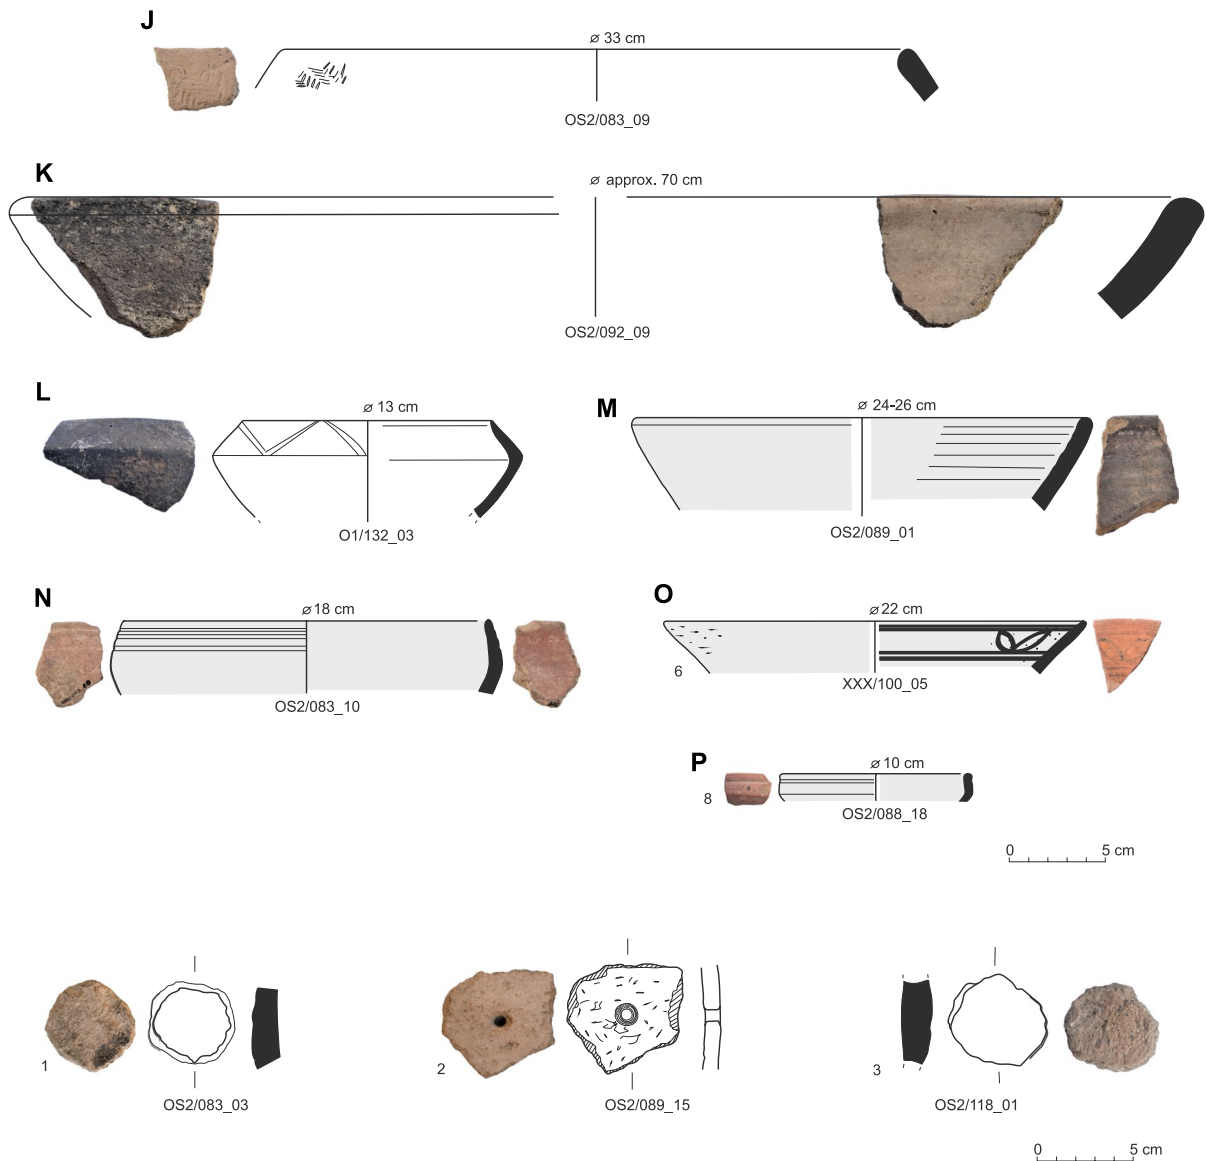 J
⌀ 33 cm
OS2/083_09
K
⌀ approx. 70 cm
OS2/092_09
L
⌀ 13 cm
O1/132_03
M
⌀ 24-26 cm
OS2/089_01
N
⌀ 18 cm
OS2/083_10
O
⌀ 22 cm
6
XXX/100_05
P
⌀ 10 cm
8
OS2/088_18
0 5 cm
1
OS2/083_03
2
OS2/089_15
3
OS2/118_01
0 5 cm